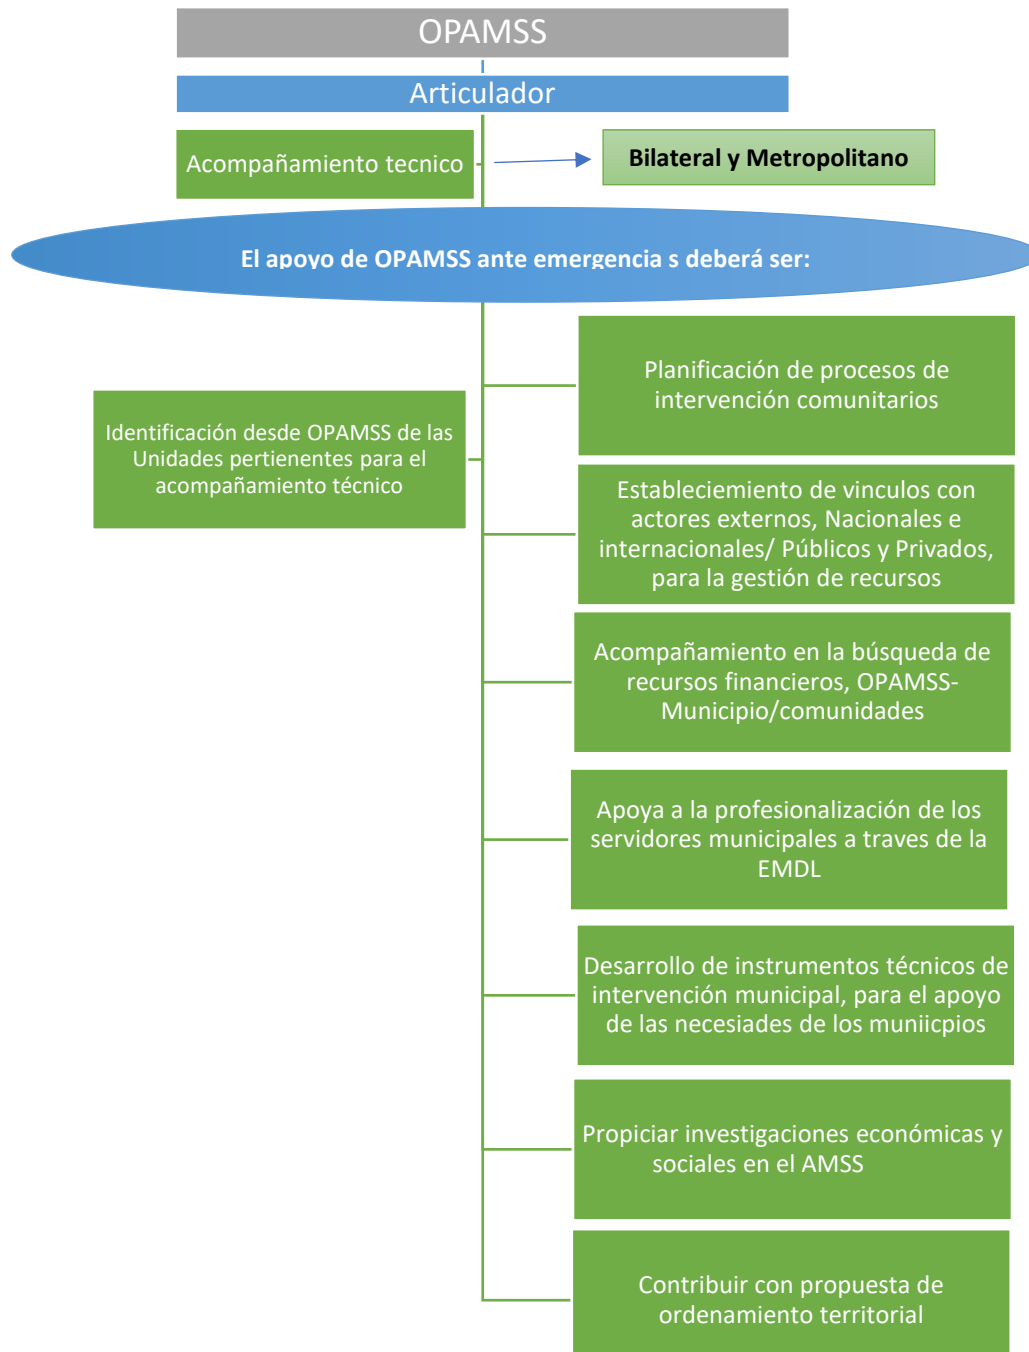 OPAMSS
Articulador
Acompañamiento tecnico
Bilateral y Metropolitano
El apoyo de OPAMSS ante emergencia s deberá ser:
Planificación de procesos de
intervención comunitarios
Identificación desde OPAMSS de las
Unidades pertienentes para el
acompañamiento técnico
Estableciemiento de vinculos con
actores externos, Nacionales e
internacionales/ Públicos y Privados,
para la gestión de recursos
Acompañamiento en la búsqueda de
recursos financieros, OPAMSS-
Municipio/comunidades
Apoya a la profesionalización de los
servidores municipales a traves de la
EMDL
Desarrollo de instrumentos técnicos de
intervención municipal, para el apoyo
de las necesiades de los muniicpios
Propiciar investigaciones económicas y
sociales en el AMSS
Contribuir con propuesta de
ordenamiento territorial